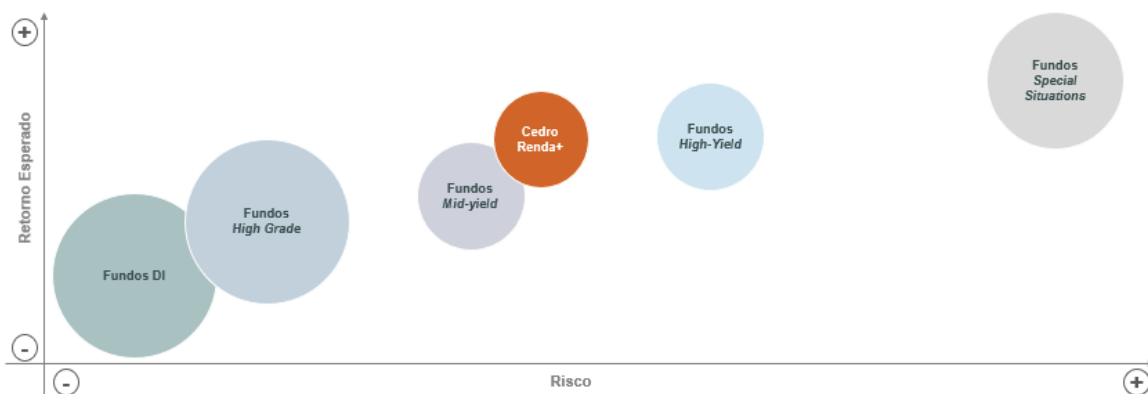 +
Retorno Esperado
-
Fundos DI
Fundos
High Grade
Fundos
Mid-yield
Cedro
Renda+
Fundos
High-Yield
Fundos
Special
Situations
-
Risco
+